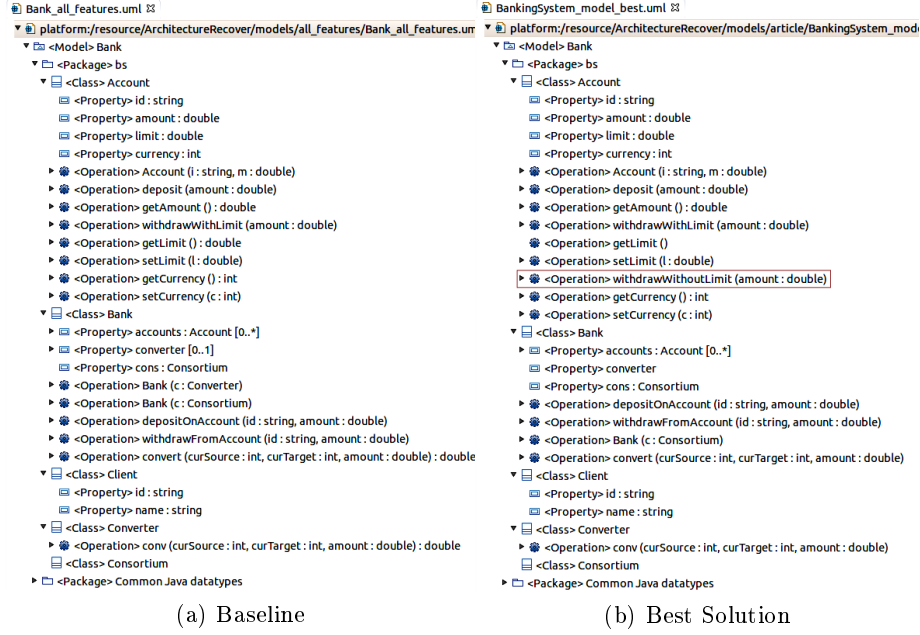 Bank_all_features.uml
platform:/resource/ArchitectureRecover/models/all_features/Bank_all_features.um
<Model> Bank
<Package> bs
<Class> Account
<Property> id : string
<Property> amount : double
<Property> limit : double
<Property> currency : int
<Operation> Account (i : string, m : double)
<Operation> deposit (amount : double)
<Operation> getAmount () : double
<Operation> withdrawWithLimit (amount : double)
<Operation> getLimit () : double
<Operation> setLimit (l : double)
<Operation> getCurrency () : int
<Operation> setCurrency (c : int)
<Class> Bank
<Property> accounts : Account [0..*]
<Property> converter [0..1]
<Property> cons : Consortium
<Operation> Bank (c : Converter)
<Operation> Bank (c : Consortium)
<Operation> depositOnAccount (id : string, amount : double)
<Operation> withdrawFromAccount (id : string, amount : double)
<Operation> convert (curSource : int, curTarget : int, amount : double) : double
<Class> Client
<Property> id : string
<Property> name : string
<Class> Converter
<Operation> conv (curSource : int, curTarget : int, amount : double) : double
<Class> Consortium
<Package> Common Java datatypes
(a) Baseline
BankingSystem_model_best.uml
platform:/resource/ArchitectureRecover/models/article/BankingSystem_mode
<Model> Bank
<Package> bs
<Class> Account
<Property> id : string
<Property> amount : double
<Property> limit : double
<Property> currency : int
<Operation> Account (i : string, m : double)
<Operation> deposit (amount : double)
<Operation> getAmount () : double
<Operation> withdrawWithLimit (amount : double)
<Operation> getLimit ()
<Operation> setLimit (l : double)
<Operation> withdrawWithoutLimit (amount : double)
<Operation> getCurrency () : int
<Operation> setCurrency (c : int)
<Class> Bank
<Property> accounts : Account [0..*]
<Property> converter
<Property> cons : Consortium
<Operation> depositOnAccount (id : string, amount : double)
<Operation> withdrawFromAccount (id : string, amount : double)
<Operation> Bank (c : Consortium)
<Operation> convert (curSource : int, curTarget : int, amount : double)
<Class> Client
<Property> id : string
<Property> name : string
<Class> Converter
<Operation> conv (curSource : int, curTarget : int, amount : double)
<Class> Consortium
<Package> Common Java datatypes
(b) Best Solution